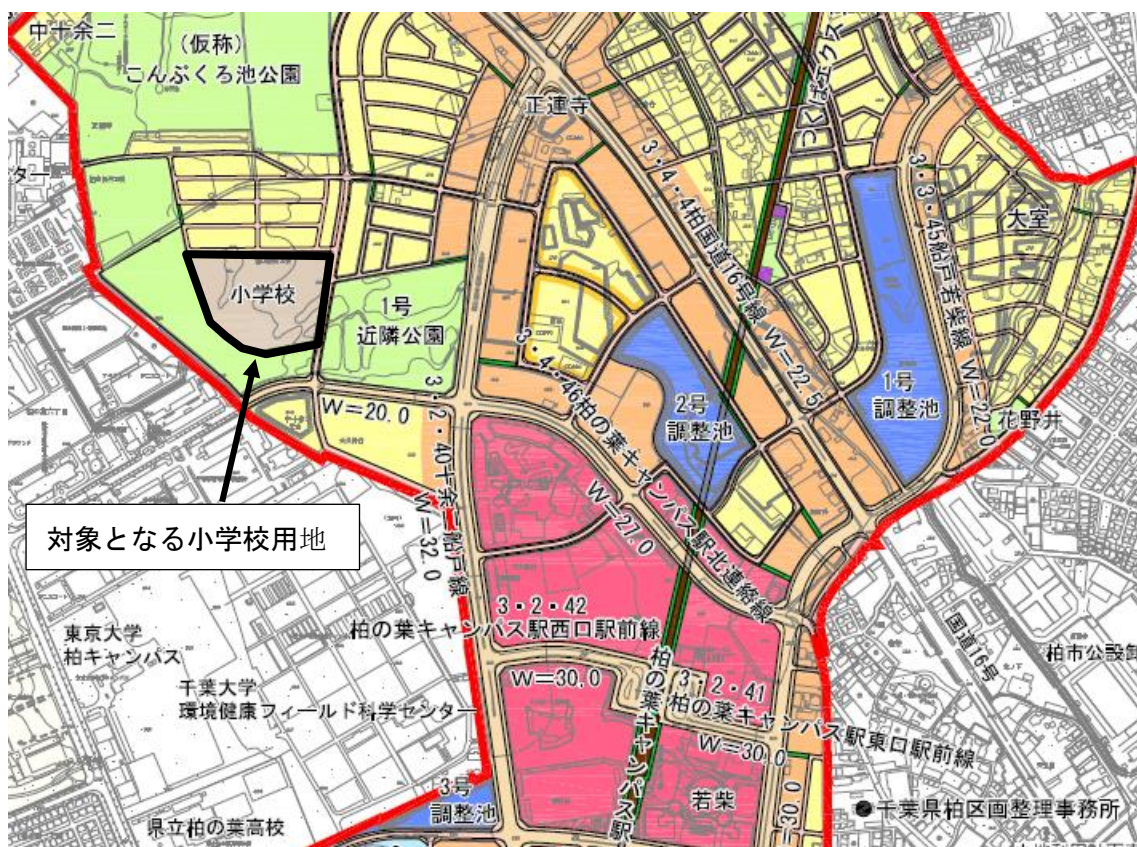 中十余二
(仮称)
こんぶくろ池公園
正連寺
つくばエクス
ター
3・4・4柏国道16号線 W=22.5
3・3・45船戸若柴線 W=22.0
大室
小学校
1号
近隣公園
3・4・46柏の葉キャンパス駅北連絡線
W=27.0
2号
調整池
1号
調整池
花野井
W=20.0
3・2・40十余二船戸線
W=32.0
対象となる小学校用地
3・2・42
柏の葉キャンパス駅西口駅前線
W=30.0
3・2・41
柏の葉キャンパス駅東口駅前線
W=30.0
柏の葉キャンパス駅
国道16号
柏市公設卸
東京大学
柏キャンパス
千葉大学
環境健康フィールド科学センター
3号
調整池
若柴
=30.0
県立柏の葉高校
●千葉県柏区画整理事務所